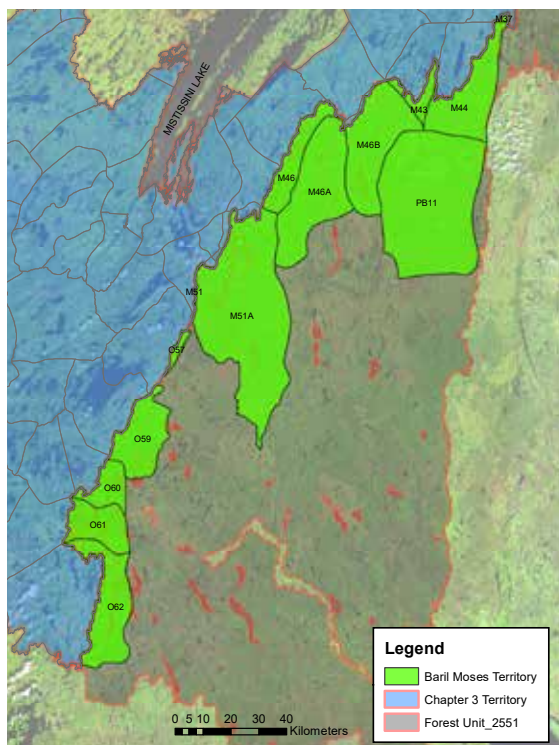 M37
MISTISSINI LAKE
M43
M44
M46B
M46
M46A
PB11
M51
M51A
O57
O59
O60
O61
O62
Legend
Baril Moses Territory
Chapter 3 Territory
Forest Unit_2551
0 5 10 20 30 40
Kilometers